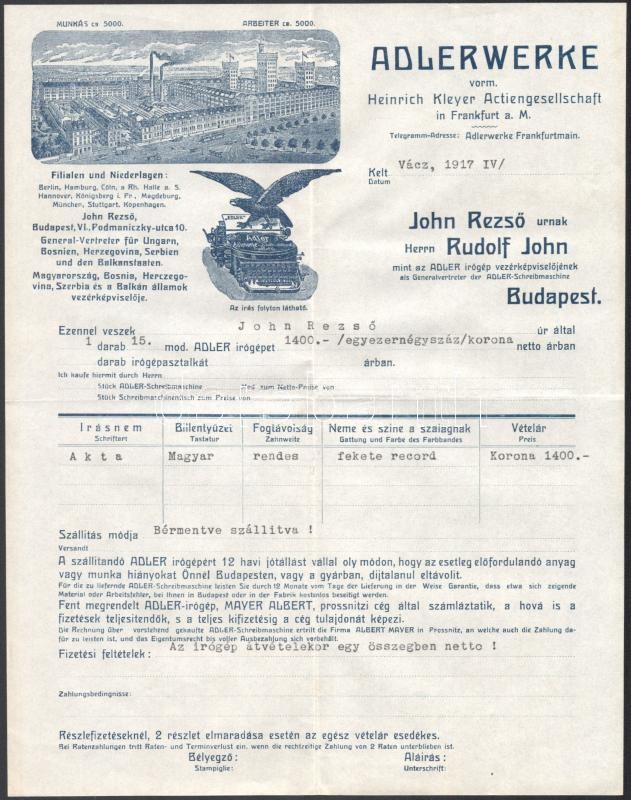 MUNKÁS cs 5000.
ARBEITER ca. 5000.
ADLERWERKE
vorm.
Heinrich Kleyer Actiengesellschaft
in Frankfurt a. M.
Telegramm-Adresse: Adlerwerke Frankfurtmain.
Kelt Vácz, 1917 IV/
Datum
Filialen und Niederlagen:
Berlin, Hamburg, Cöln, a Rh. Halle a. S.
Hannover, Königsberg i. Pr., Magdeburg,
München, Stuttgart, Kopenhagen.
John Rezső,
Budapest, VI., Podmaniczky-utca 10.
General-Vertreter für Ungarn,
Bosnien, Herzegovina, Serbien
und den Balkanstaaten.
Magyarország, Bosnia, Herczego-
vina, Szerbia és a Balkán államok
vezérképviselője.
ADLER
Adler
Az irás folyton látható.
John Rezső urnak
Herrn Rudolf John
mint az ADLER irógép vezérképviselőjének
als Generalvertreter der ADLER-Schreibmaschine
Budapest.
Ezennel veszek John Rezső úr által
1 darab 15. mod. ADLER irógépet 1400.- /egyezernégyszáz/korona netto árban
darab irógépasztalkát árban.
Ich kaufe hiermit durch Herrn
Stück ADLER-Schreibmaschine Mod. zum Netto-Preise von
Stück Schreibmaschinentisch zum Preise von
Irásnem Billentyűzet Fogtávolság Neme és szine a szalagnak Vételár
Schriftart Tastatur Zahnweite Gattung und Farbe des Farbbandes Preis
Akta Magyar rendes fekete record Korona 1400.-
Szállitás módja Bérmentve szállitva !
Versandt
A szállitandó ADLER irógépért 12 havi jótállást vállal oly módon, hogy az esetleg előfordulandó anyag
vagy munka hiányokat Önnél Budapesten, vagy a gyárban, dijtalanul eltávolit.
Für die zu liefernde ADLER-Schreibmaschine leisten Sie durch 12 Monate vom Tage der Lieferung in der Weise Garantie, dass etwa sich zeigende
Material oder Arbeitsfehler, bei Ihnen in Budapest oder in der Fabrik kostenlos beseitigt werden.
Fent megrendelt ADLER-irógép, MAYER ALBERT, prossnitzi cég által számláztatik, a hová is a
fizetések teljesitendők, s a teljes kifizetésig a cég tulajdonát képezi.
Die Rechnung über vorstehend gekaufte ADLER-Schreibmaschine erteilt die Firma ALBERT MAYER in Prossnitz, an welche auch die Zahlung da-
für zu leisten ist, und das Eigentumsrecht bis voller Ausbezahlung sich vorbehält.
Fizetési feltételek: Az irógép átvételekor egy összegben netto !
Zahlungsbedingnisse:
Részlefizetéseknél, 2 részlet elmaradása esetén az egész vételár esedékes.
Bei Ratenzahlungen tritt Raten- und Terminverlust ein, wenn die rechtzeitige Zahlung von 2 Raten unterblieben ist.
Bélyegző: Aláirás:
Stampiglie: Unterschrift: